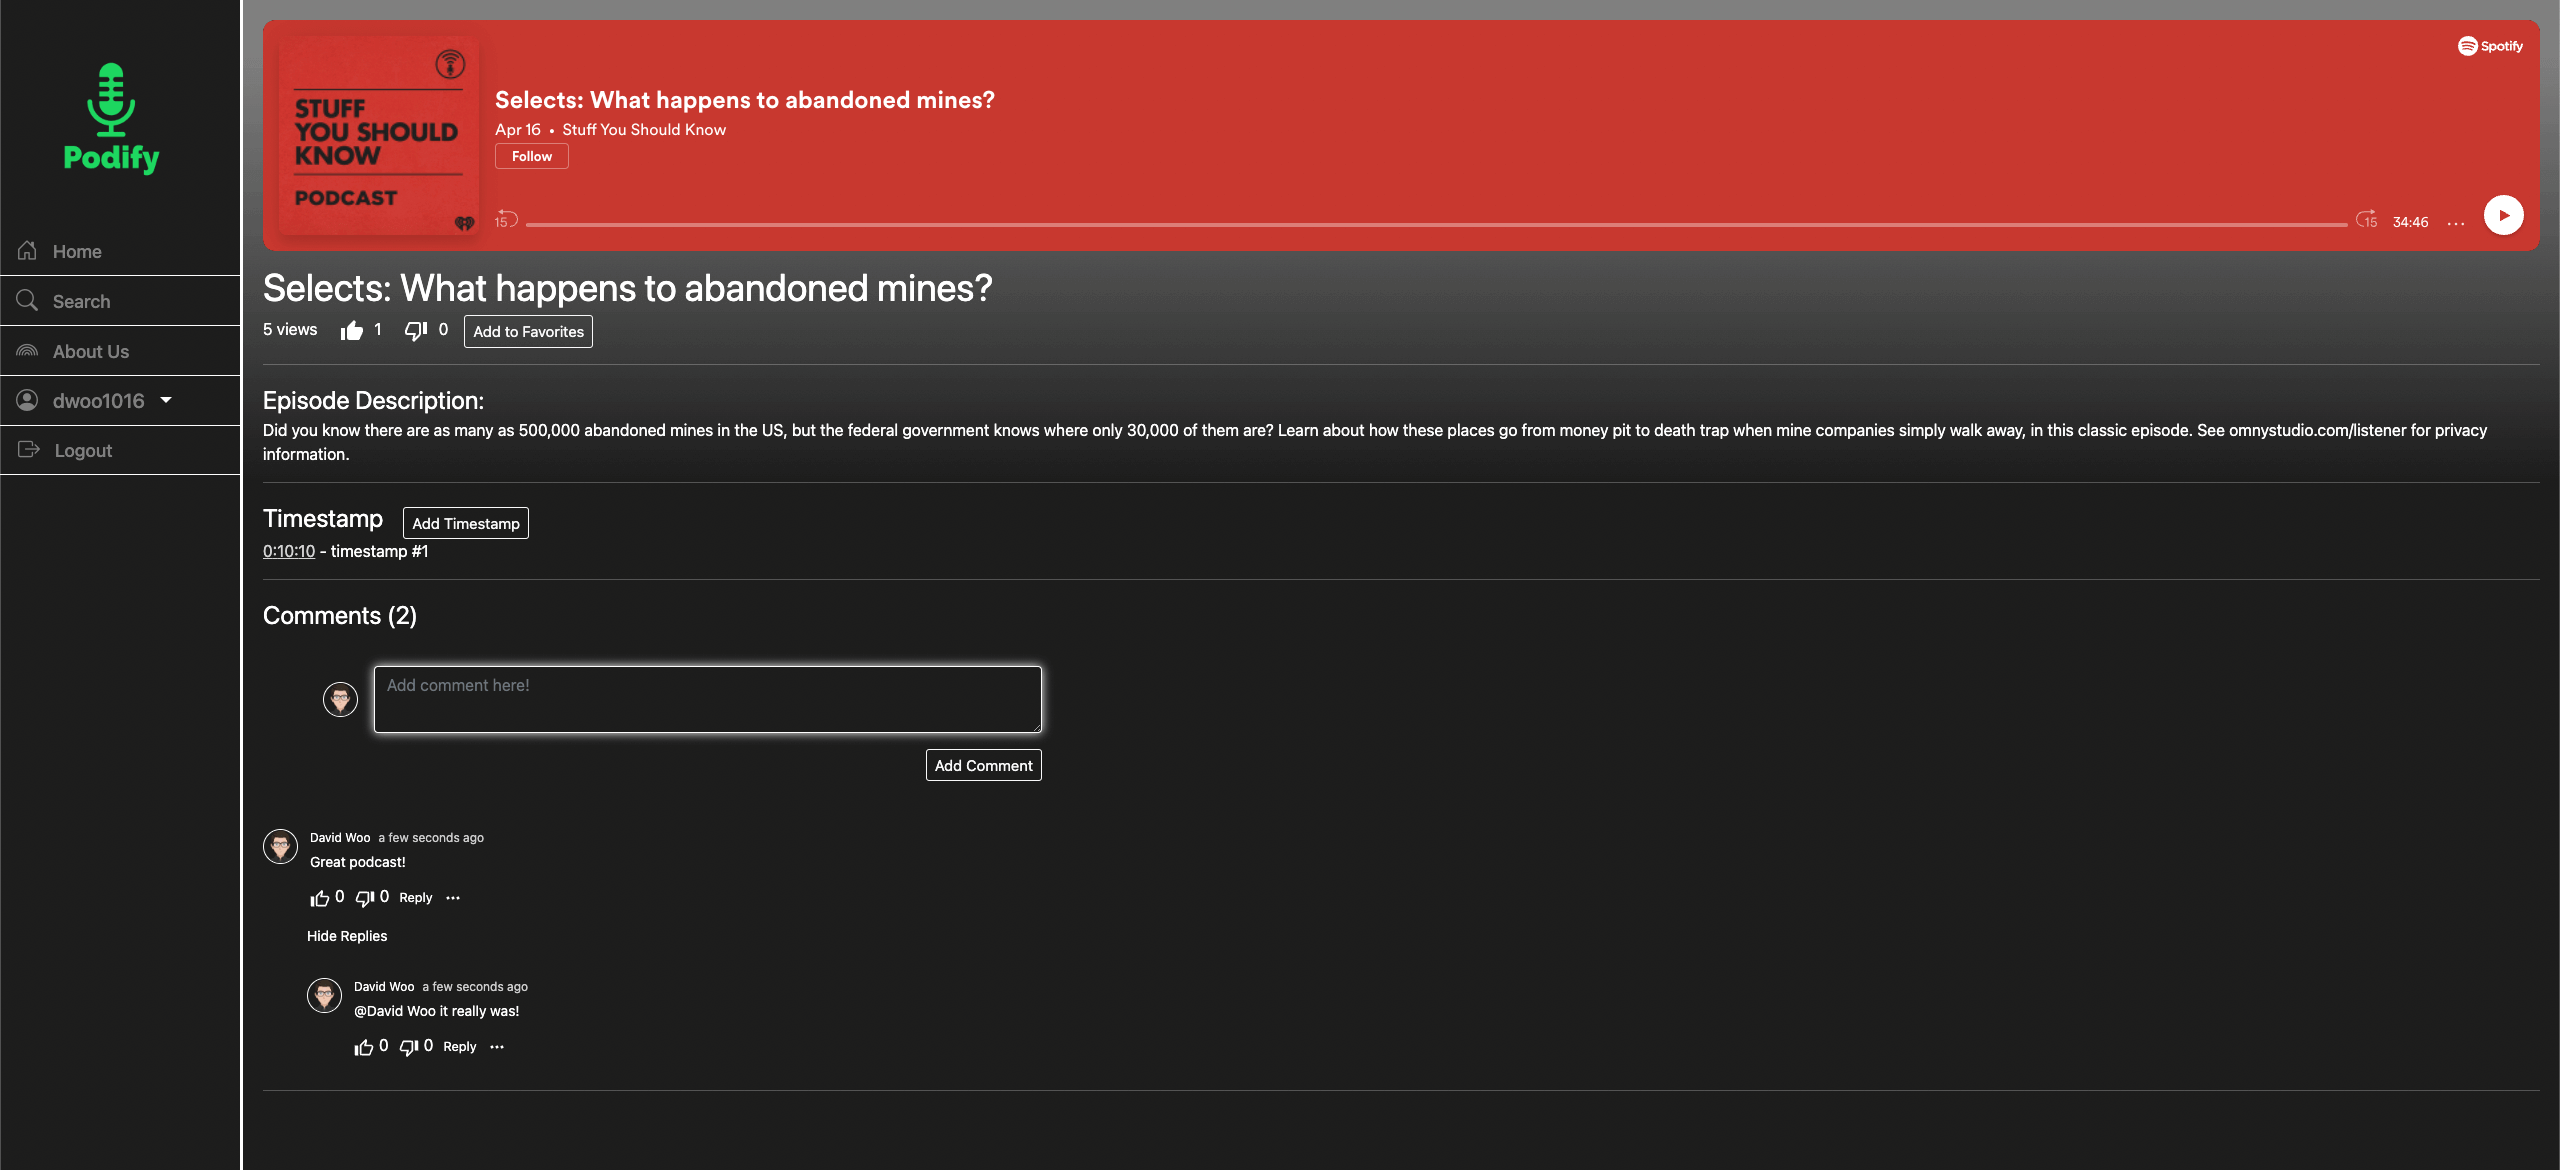 Podify
Home
Search
About Us
dwoo1016
Logout
STUFF
YOU SHOULD
KNOW
PODCAST
Spotify
Selects: What happens to abandoned mines?
Apr 16 • Stuff You Should Know
Follow
15
15
34:46
...
Selects: What happens to abandoned mines?
5 views 1 0 Add to Favorites
Episode Description:
Did you know there are as many as 500,000 abandoned mines in the US, but the federal government knows where only 30,000 of them are? Learn about how these places go from money pit to death trap when mine companies simply walk away, in this classic episode. See omnystudio.com/listener for privacy
information.
Timestamp Add Timestamp
0:10:10 - timestamp #1
Comments (2)
Add comment here!
Add Comment
David Woo a few seconds ago
Great podcast!
0 0 Reply ...
Hide Replies
David Woo a few seconds ago
@David Woo it really was!
0 0 Reply ...